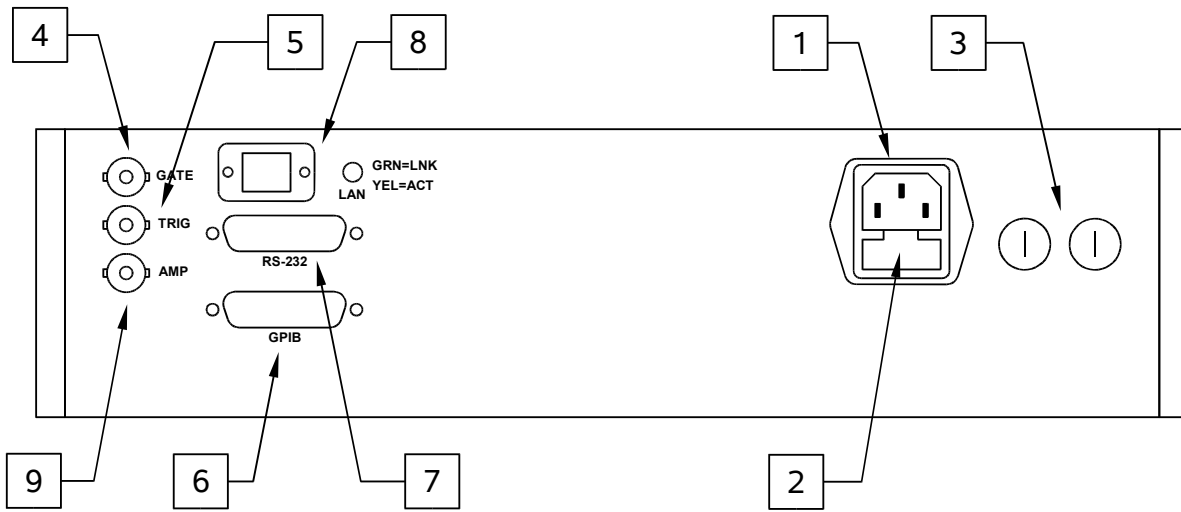 4
5
8
1
3
GATE
GRN=LNK
YEL=ACT
LAN
TRIG
RS-232
AMP
GPIB
9
6
7
2